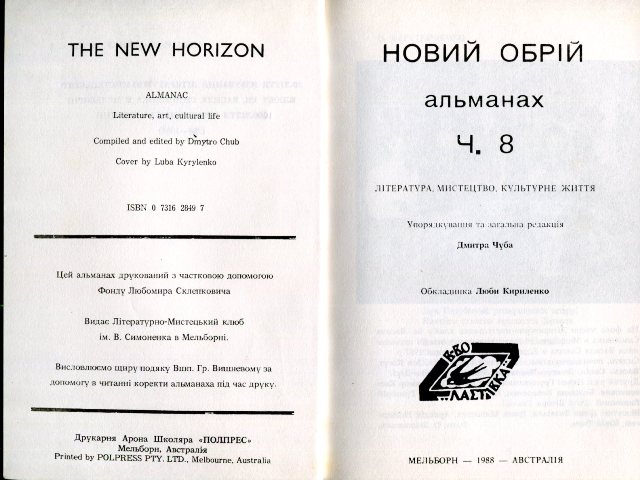 THE NEW HORIZON
ALMANAC
Literature, art, cultural life
Compiled and edited by Dmytro Chub
Cover by Luba Kyrylenko
ISBN 0 7316 2849 7
Цей альманах друкований з частковою допомогою
Фонду Любомира Склепковича
Видає Літературно-Мистецький клюб
ім. В. Симоненка в Мельборні.
Висловлюємо щиру подяку Вшп. Гр. Вишневому за
допомогу в читанні коректи альманаха під час друку.
Друкарня Арона Школяра «ПОЛПРЕС»
Мельборн, Австралія
Printed by POLPRESS PTY. LTD., Melbourne, Australia
НОВИЙ ОБРІЙ
альманах
Ч. 8
ЛІТЕРАТУРА, МИСТЕЦТВО, КУЛЬТУРНЕ ЖИТТЯ
Упорядкування та загальна редакція
Дмитра Чуба
Обкладинка Люби Кириленко
В-ВО
ЛАСТІВКА
МЕЛЬБОРН — 1988 — АВСТРАЛІЯ